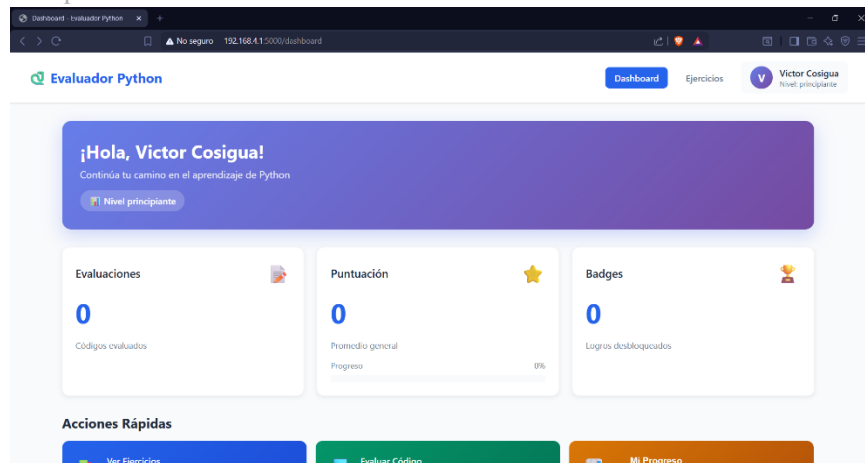 Dashboard - Evaluador Python
No seguro 192.168.4.1:5000/dashboard
Evaluador Python
Dashboard
Ejercicios
V
Victor Cosigua
Nivel: principiante
¡Hola, Victor Cosigua!
Continúa tu camino en el aprendizaje de Python
Nivel principiante
Evaluaciones
0
Códigos evaluados
Puntuación
0
Promedio general
Progreso 0%
Badges
0
Logros desbloqueados
Acciones Rápidas
Ver Ejercicios
Evaluar Código
Mi Progreso